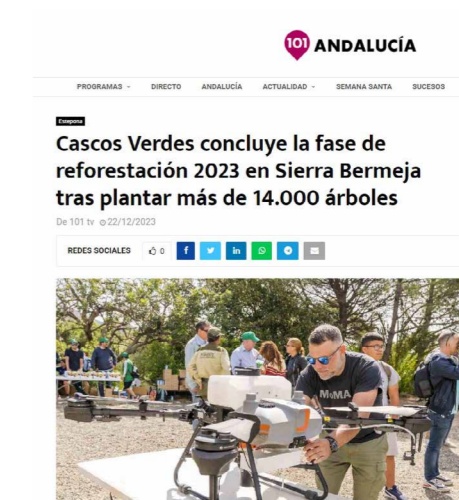 101 ANDALUCÍA
PROGRAMAS DIRECTO ANDALUCÍA ACTUALIDAD SEMANA SANTA SUCESOS
Estepona
Cascos Verdes concluye la fase de
reforestación 2023 en Sierra Bermeja
tras plantar más de 14.000 árboles
De 101 tv 22/12/2023
REDES SOCIALES 0
MoMA